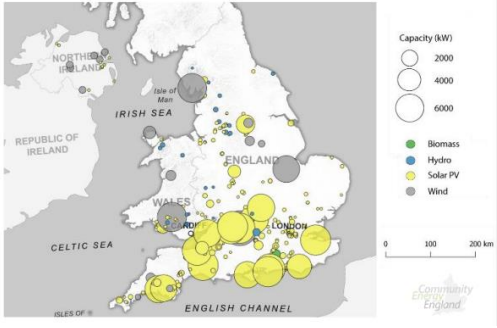 NORTHERN
IRELAND
Isle of
Man
IRISH SEA
REPUBLIC OF
IRELAND
ENGLAND
WALES
CARDIFF
LONDON
CELTIC SEA
ENGLISH CHANNEL
ISLES OF
Capacity (kW)
2000
4000
6000
Biomass
Hydro
Solar PV
Wind
0 100 200 km
Community
Energy
England